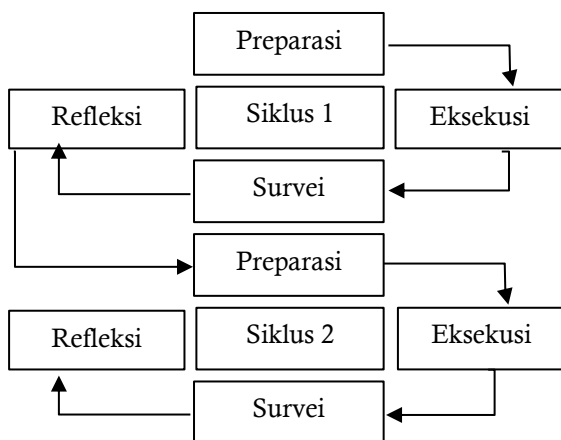 Preparasi
Refleksi
Siklus 1
Eksekusi
Survei
Preparasi
Refleksi
Siklus 2
Eksekusi
Survei